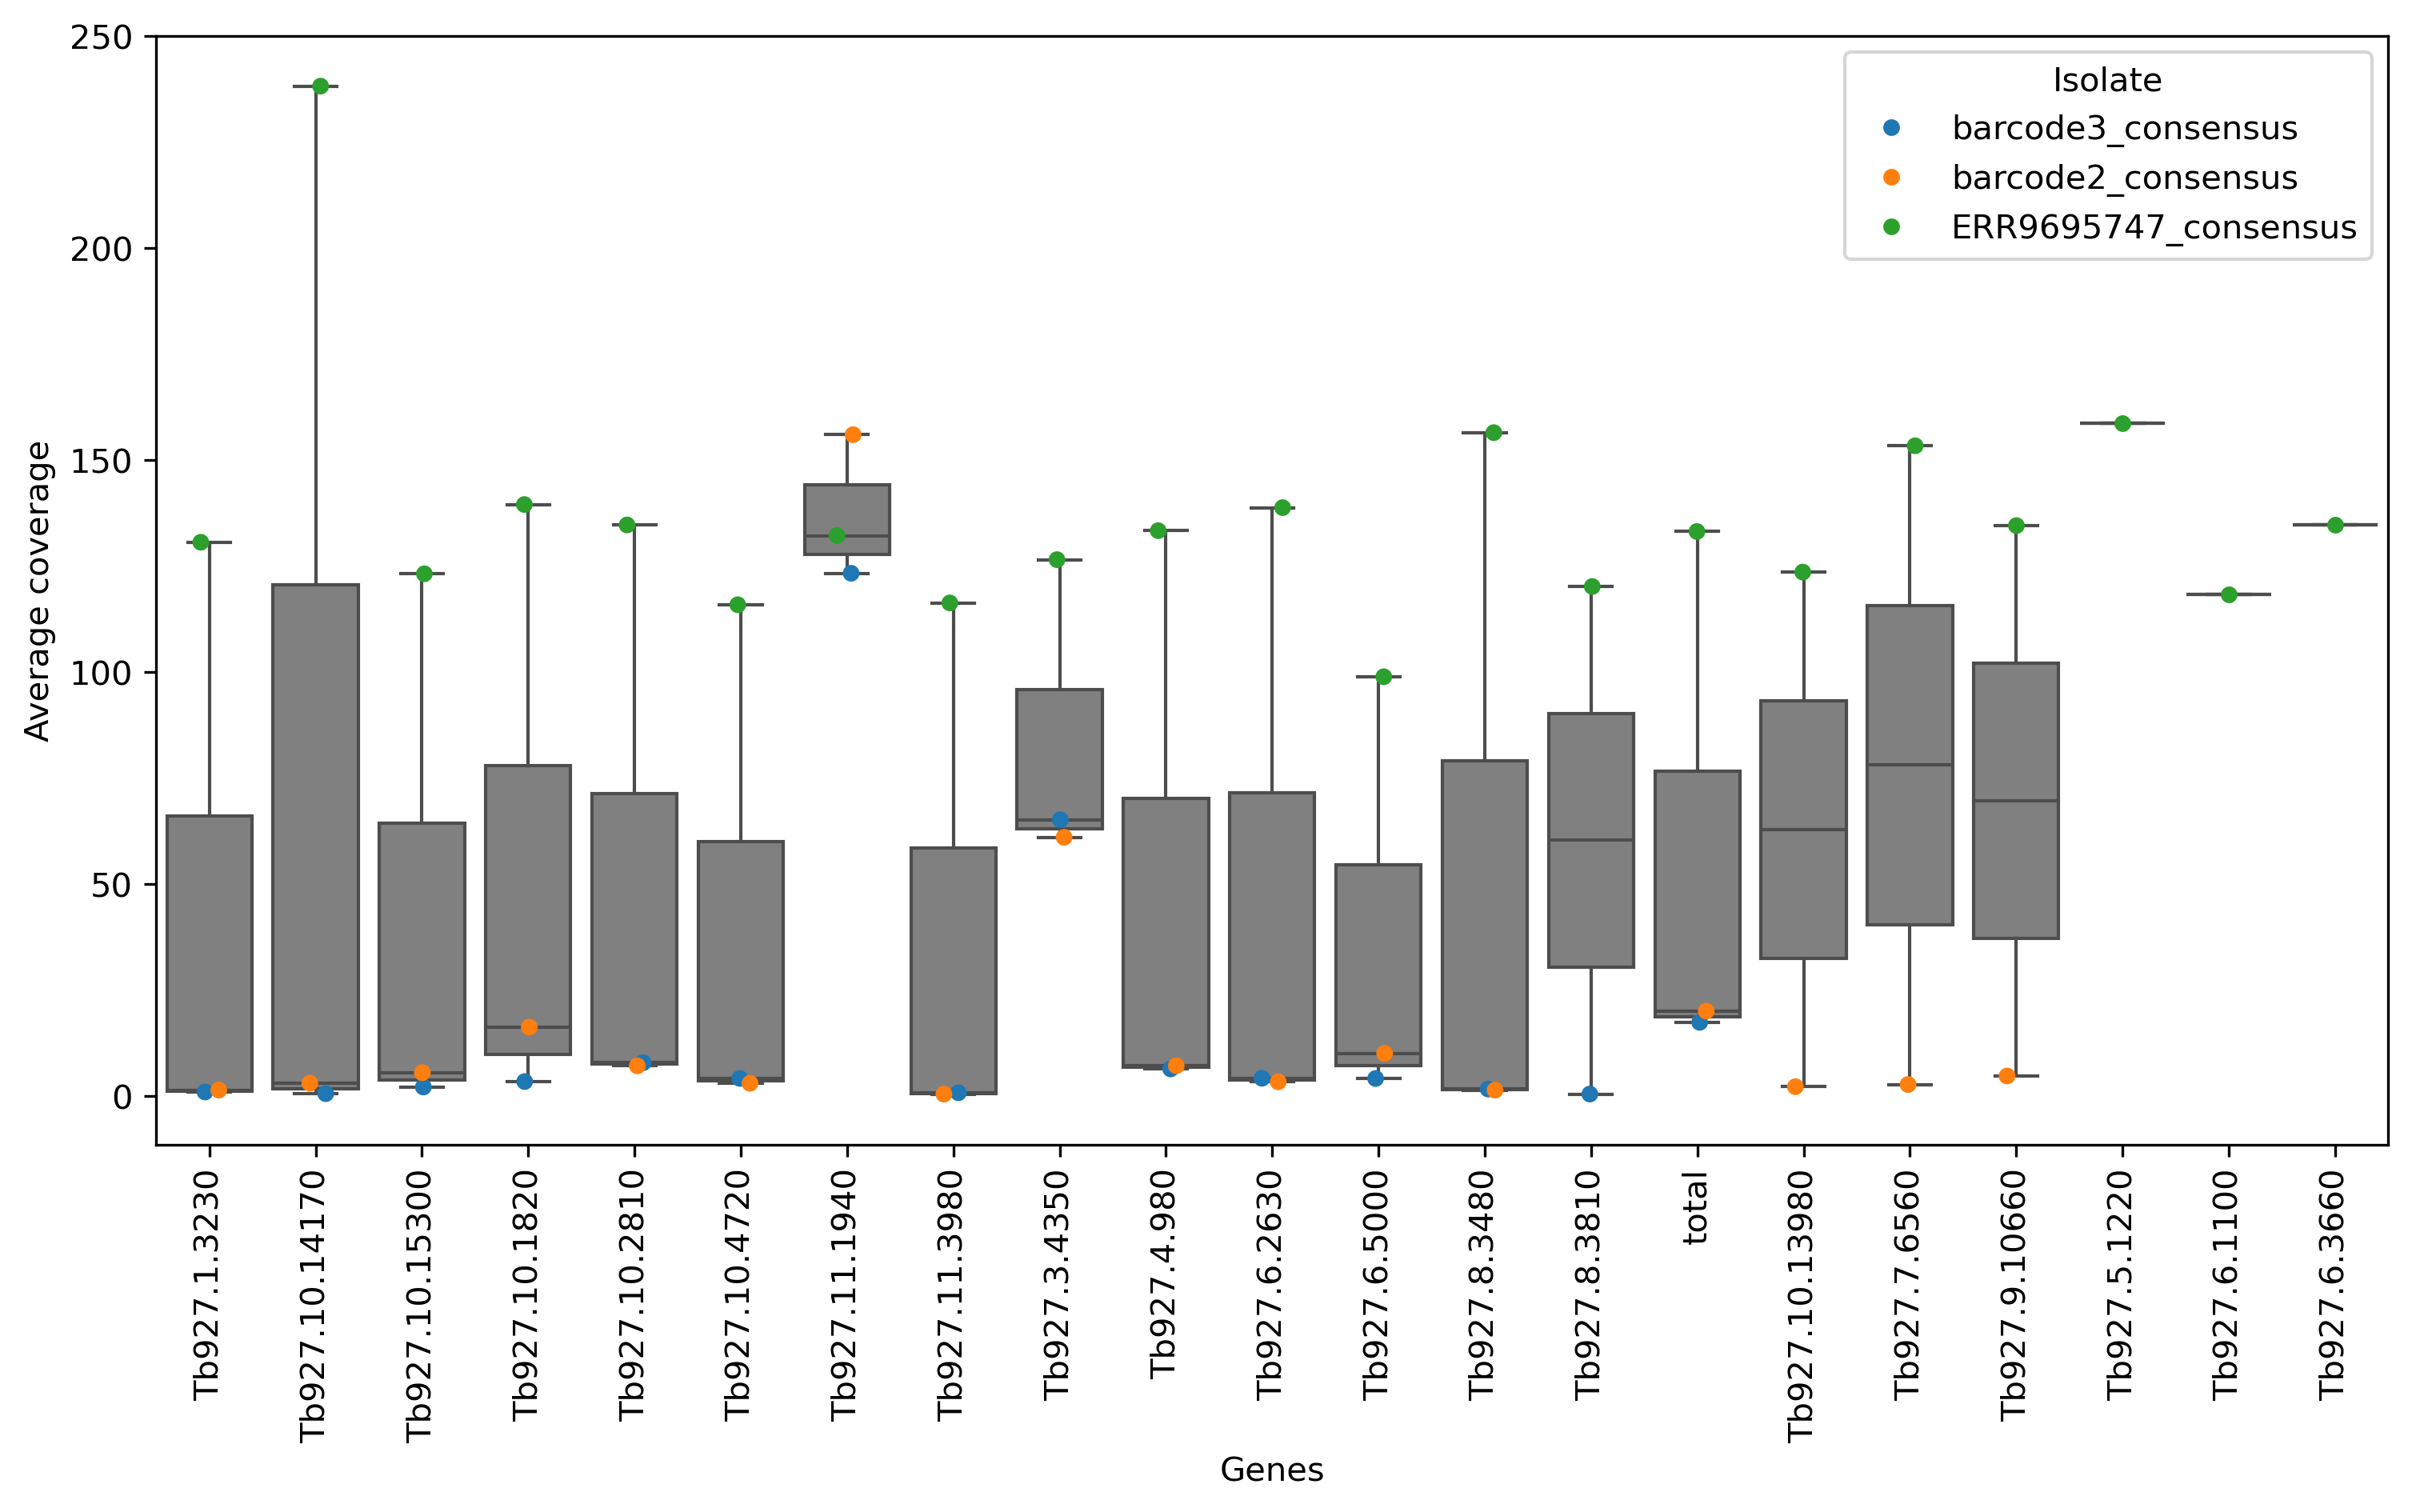 250
200
150
100
50
0
Average coverage
Isolate
barcode3_consensus
barcode2_consensus
ERR9695747_consensus
Tb927.1.3230
Tb927.10.14170
Tb927.10.15300
Tb927.10.1820
Tb927.10.2810
Tb927.10.4720
Tb927.11.1940
Tb927.11.3980
Tb927.3.4350
Tb927.4.980
Tb927.6.2630
Tb927.6.5000
Tb927.8.3480
Tb927.8.3810
total
Tb927.10.13980
Tb927.7.6560
Tb927.9.10660
Tb927.5.1220
Tb927.6.1100
Tb927.6.3660
Genes